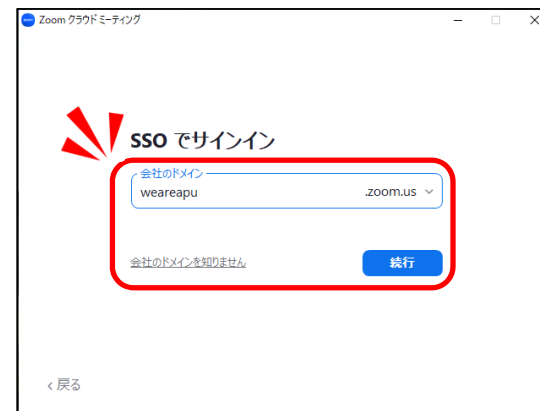 Zoom クラウド ミーティング
SSO でサインイン
会社のドメイン
weareapu .zoom.us
会社のドメインを知りません 続行
戻る